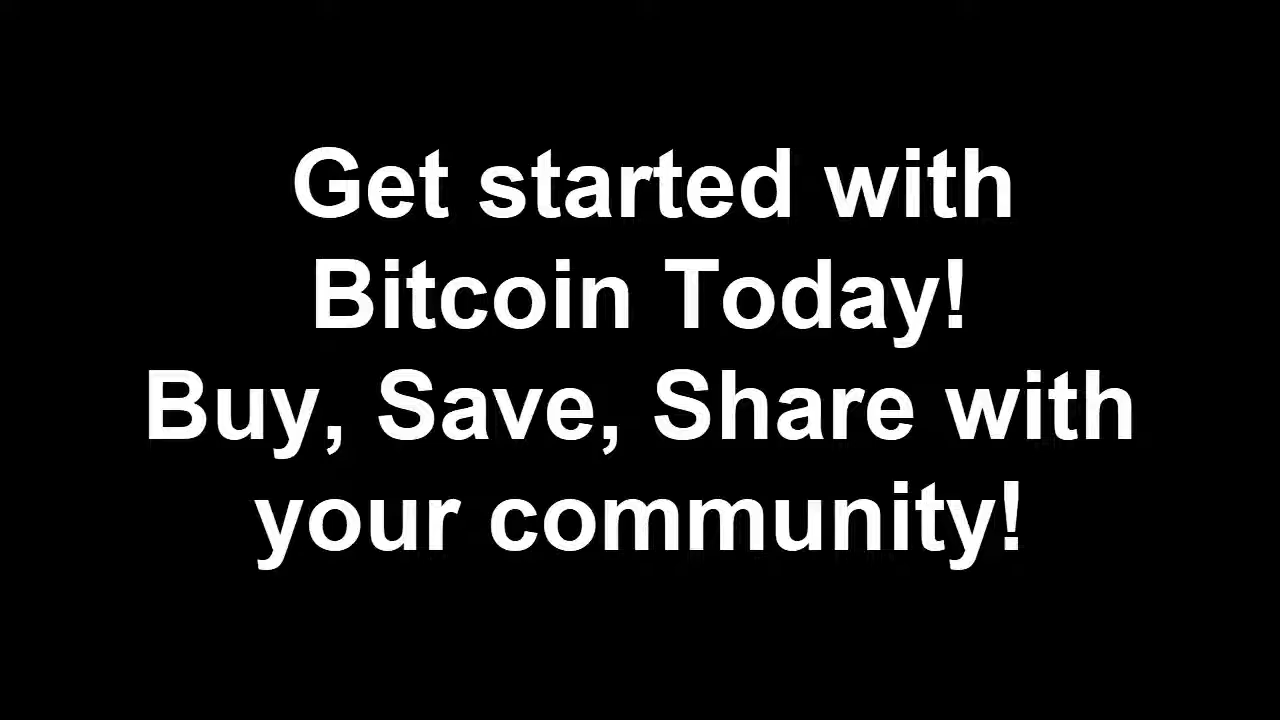 Get started with
Bitcoin Today!
Buy, Save, Share with
your community!